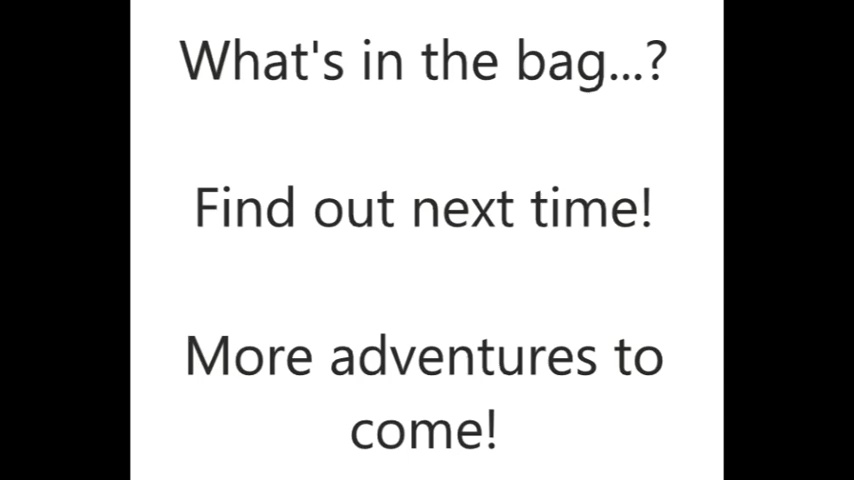 What's in the bag...?
Find out next time!
More adventures to
come!